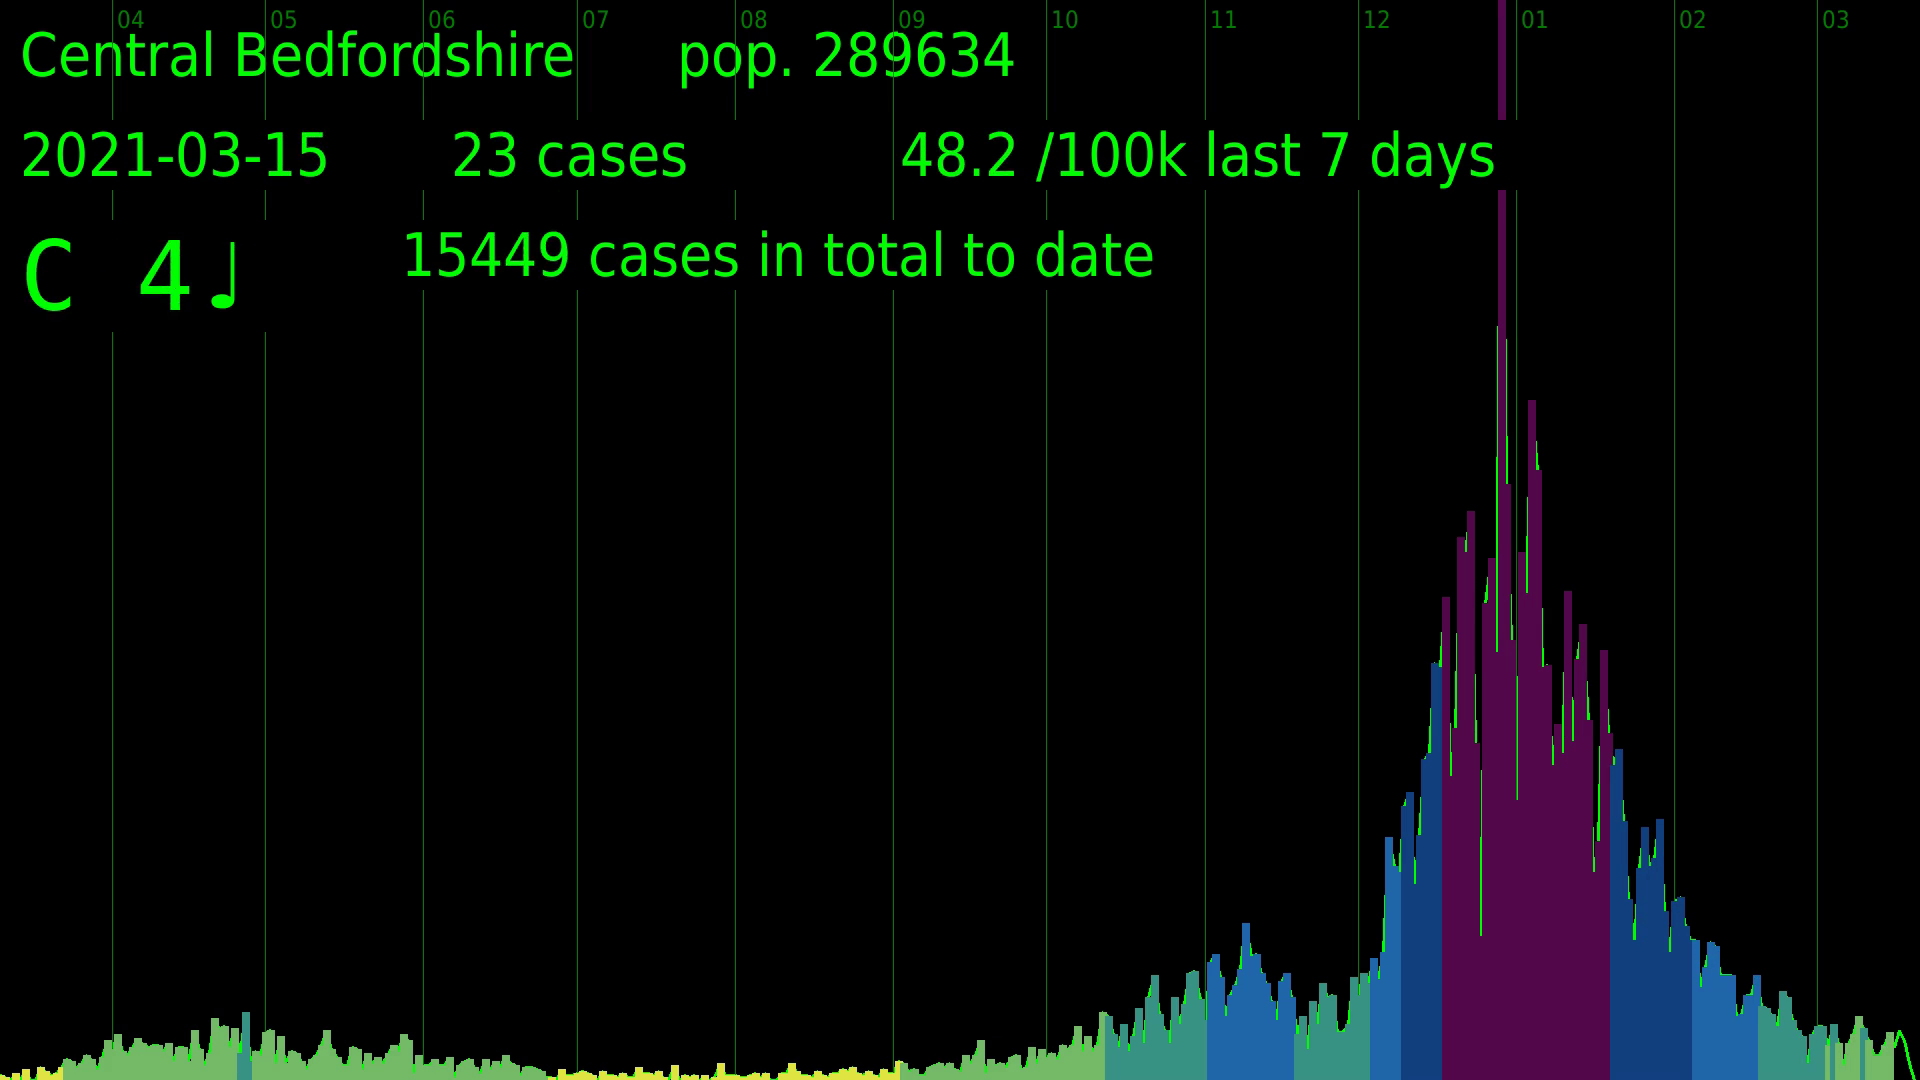 04 05 06 07 08 09 10 11 12 01 02 03
Central Bedfordshire pop. 289634
2021-03-15 23 cases 48.2 /100k last 7 days
C 4♩ 15449 cases in total to date